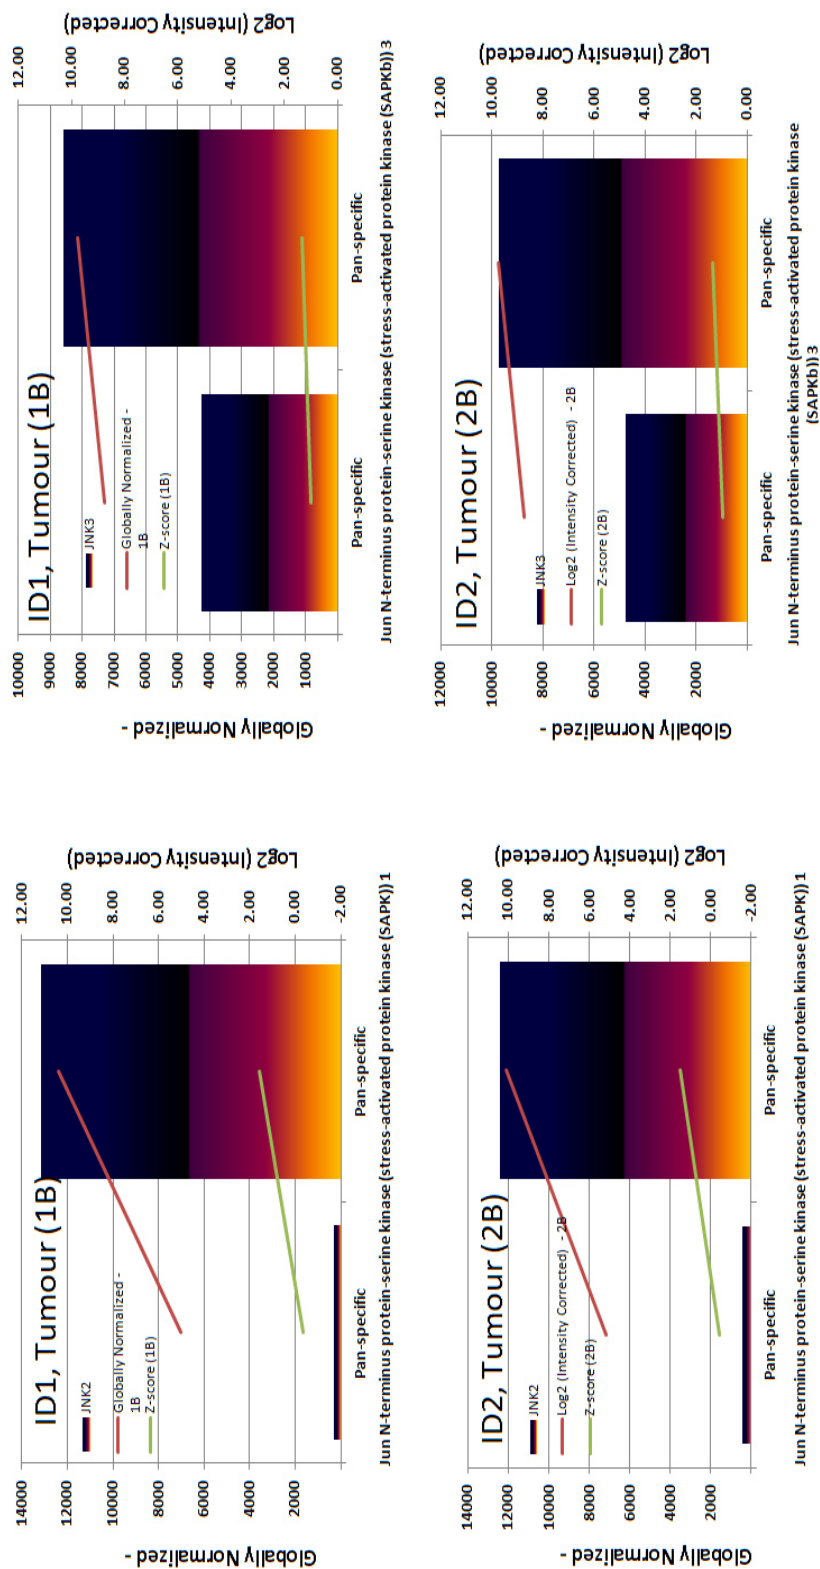 ID1, Tumour (1B)
JNK2
Globally Normalized -
1B
Z-score (1B)
Globally Normalized -
14000
12000
10000
8000
6000
4000
2000
Log2 (Intensity Corrected)
12.00
10.00
8.00
6.00
4.00
2.00
0.00
-2.00
Pan-specific
Pan-specific
Jun N-terminus protein-serine kinase (stress-activated protein kinase (SAPK)) 1
ID1, Tumour (1B)
JNK3
Globally Normalized -
1B
Z-score (1B)
Globally Normalized -
10000
9000
8000
7000
6000
5000
4000
3000
2000
1000
Log2 (Intensity Corrected)
12.00
10.00
8.00
6.00
4.00
2.00
0.00
Pan-specific
Pan-specific
Jun N-terminus protein-serine kinase (stress-activated protein kinase (SAPKb)) 3
ID2, Tumour (2B)
JNK2
Log2 (Intensity Corrected) - 2B
Z-score (2B)
Globally Normalized -
14000
12000
10000
8000
6000
4000
2000
Log2 (Intensity Corrected)
14.00
12.00
10.00
8.00
6.00
4.00
2.00
0.00
-2.00
Pan-specific
Pan-specific
Jun N-terminus protein-serine kinase (stress-activated protein kinase (SAPK)) 1
ID2, Tumour (2B)
JNK3
Log2 (Intensity Corrected) - 2B
Z-score (2B)
Globally Normalized -
12000
10000
8000
6000
4000
2000
Log2 (Intensity Corrected)
12.00
10.00
8.00
6.00
4.00
2.00
0.00
Pan-specific
Pan-specific
Jun N-terminus protein-serine kinase (stress-activated protein kinase
(SAPKb)) 3